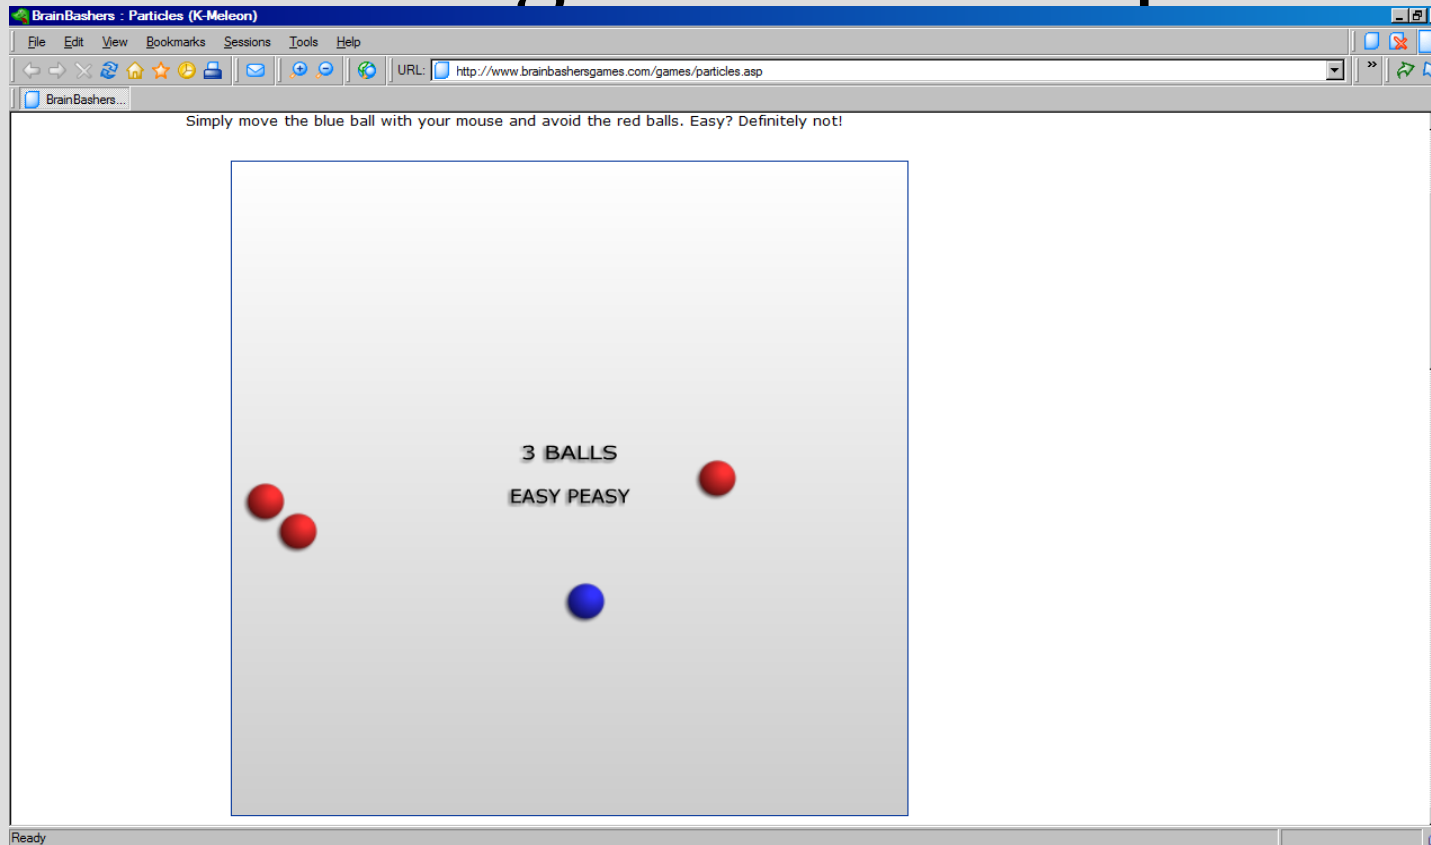 BrainBashers : Particles (K-Meleon)
File Edit View Bookmarks Sessions Tools Help
URL: http://www.brainbashersgames.com/games/particles.asp »
BrainBashers...
Simply move the blue ball with your mouse and avoid the red balls. Easy? Definitely not!
3 BALLS
EASY PEASY
Ready